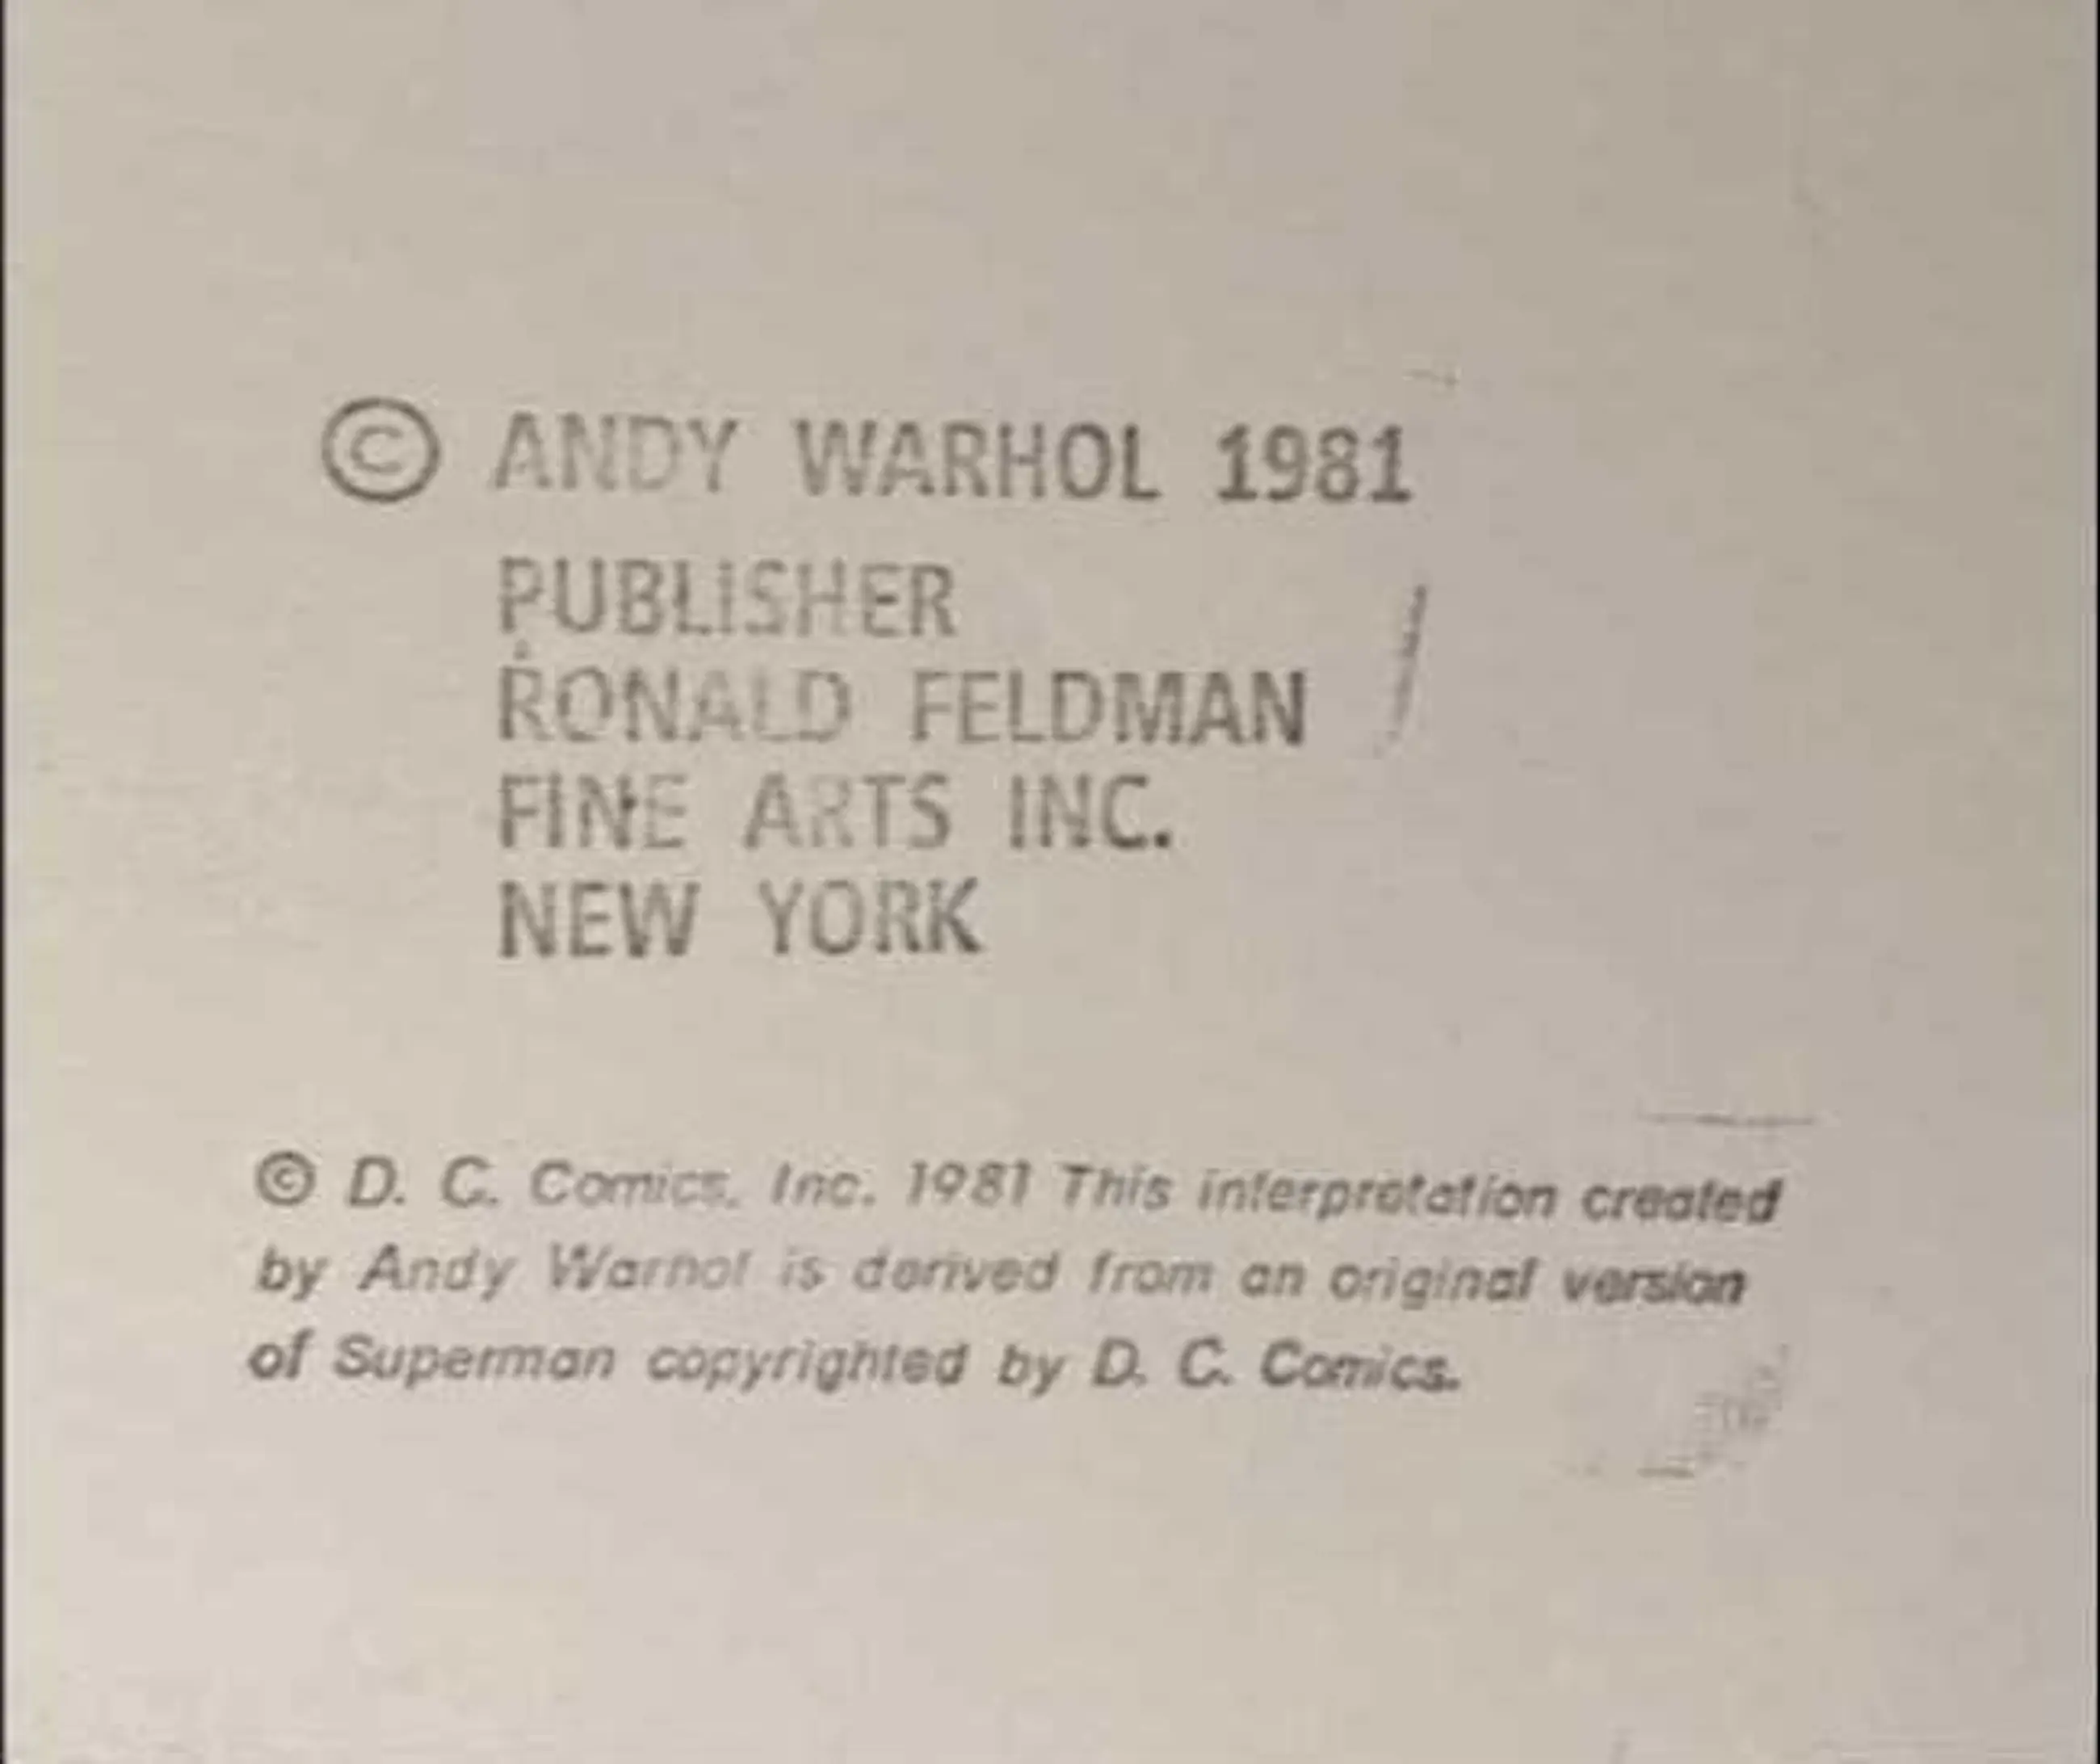 © ANDY WARHOL 1981
PUBLISHER
RONALD FELDMAN
FINE ARTS INC.
NEW YORK
© D. C. Comics. Inc. 1981 This interpretation created
by Andy Warhol is derived from an original version
of Superman copyrighted by D. C. Comics.